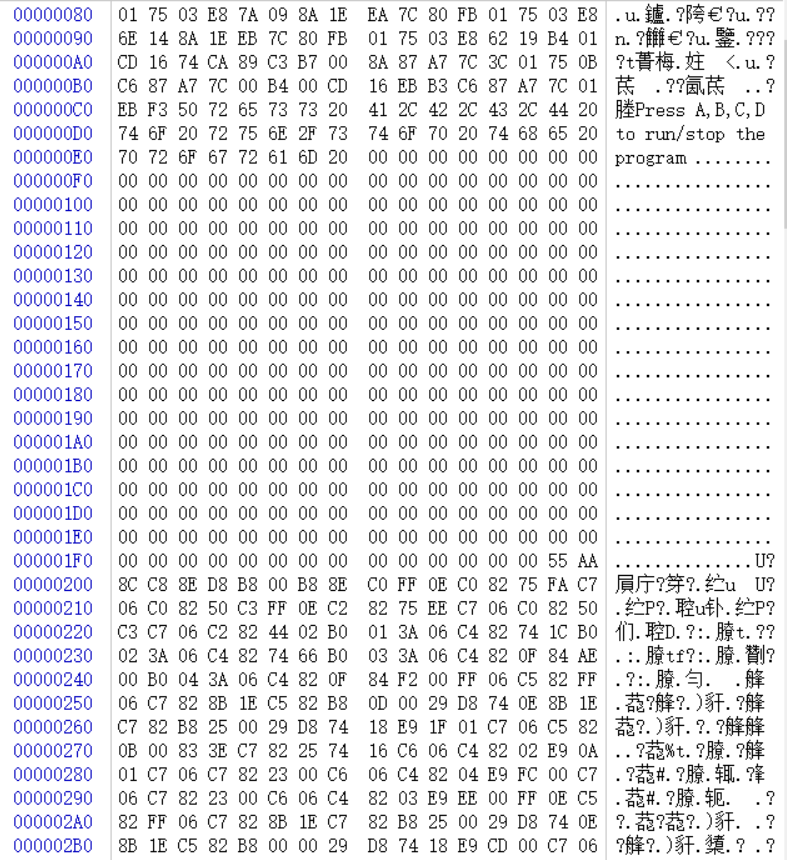 00000080 01 75 03 E8 7A 09 8A 1E EA 7C 80 FB 01 75 03 E8 .u.鑪.?陊€?u.??
00000090 6E 14 8A 1E EB 7C 80 FB 01 75 03 E8 62 19 B4 01 n.?雦€?u.鑒.???
000000A0 CD 16 74 CA 89 C3 B7 00 8A 87 A7 7C 3C 01 75 0B
000000B0 C6 87 A7 7C 00 B4 00 CD 16 EB B3 C6 87 A7 7C 01
000000C0 EB F3 50 72 65 73 73 20 41 2C 42 2C 43 2C 44 20 腠Press A,B,C,D
000000D0 74 6F 20 72 75 6E 2F 73 74 6F 70 20 74 68 65 20 to run/stop the
000000E0 70 72 6F 67 72 61 6D 20 00 00 00 00 00 00 00 00 program ........
000000F0 00 00 00 00 00 00 00 00 00 00 00 00 00 00 00 00 ................
00000100 00 00 00 00 00 00 00 00 00 00 00 00 00 00 00 00 ................
00000110 00 00 00 00 00 00 00 00 00 00 00 00 00 00 00 00 ................
00000120 00 00 00 00 00 00 00 00 00 00 00 00 00 00 00 00 ................
00000130 00 00 00 00 00 00 00 00 00 00 00 00 00 00 00 00 ................
00000140 00 00 00 00 00 00 00 00 00 00 00 00 00 00 00 00 ................
00000150 00 00 00 00 00 00 00 00 00 00 00 00 00 00 00 00 ................
00000160 00 00 00 00 00 00 00 00 00 00 00 00 00 00 00 00 ................
00000170 00 00 00 00 00 00 00 00 00 00 00 00 00 00 00 00 ................
00000180 00 00 00 00 00 00 00 00 00 00 00 00 00 00 00 00 ................
00000190 00 00 00 00 00 00 00 00 00 00 00 00 00 00 00 00 ................
000001A0 00 00 00 00 00 00 00 00 00 00 00 00 00 00 00 00 ................
000001B0 00 00 00 00 00 00 00 00 00 00 00 00 00 00 00 00 ................
000001C0 00 00 00 00 00 00 00 00 00 00 00 00 00 00 00 00 ................
000001D0 00 00 00 00 00 00 00 00 00 00 00 00 00 00 00 00 ................
000001E0 00 00 00 00 00 00 00 00 00 00 00 00 00 00 00 00 ................
000001F0 00 00 00 00 00 00 00 00 00 00 00 00 00 00 55 AA ..............U?
00000200 8C C8 8E D8 B8 00 B8 8E C0 FF 0E C0 82 75 FA C7
00000210 06 C0 82 50 C3 FF 0E C2 82 75 EE C7 06 C0 82 50
00000220 C3 C7 06 C2 82 44 02 B0 01 3A 06 C4 82 74 1C B0
00000230 02 3A 06 C4 82 74 66 B0 03 3A 06 C4 82 0F 84 AE
00000240 00 B0 04 3A 06 C4 82 0F 84 F2 00 FF 06 C5 82 FF
00000250 06 C7 82 8B 1E C5 82 B8 0D 00 29 D8 74 0E 8B 1E
00000260 C7 82 B8 25 00 29 D8 74 18 E9 1F 01 C7 06 C5 82
00000270 0B 00 83 3E C7 82 25 74 16 C6 06 C4 82 02 E9 0A
00000280 01 C7 06 C7 82 23 00 C6 06 C4 82 04 E9 FC 00 C7
00000290 06 C7 82 23 00 C6 06 C4 82 03 E9 EE 00 FF 0E C5
000002A0 82 FF 06 C7 82 8B 1E C7 82 B8 25 00 29 D8 74 0E
000002B0 8B 1E C5 82 B8 00 00 29 D8 74 18 E9 CD 00 C7 06